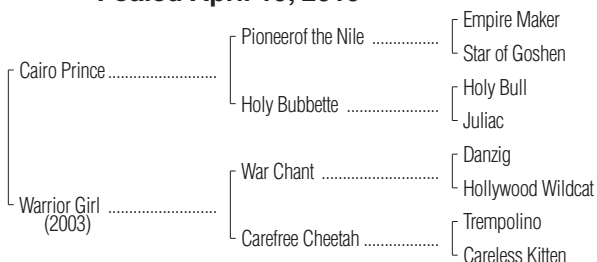 Foaled April
Empire Maker
Pioneerof the Nile
Star of Goshen
Cairo Prince
Holy Bull
Holy Bubbette
Juliac
Danzig
War Chant
Hollywood Wildcat
Warrior Girl
(2003)
Trempolino
Carefree Cheetah
Careless Kitten